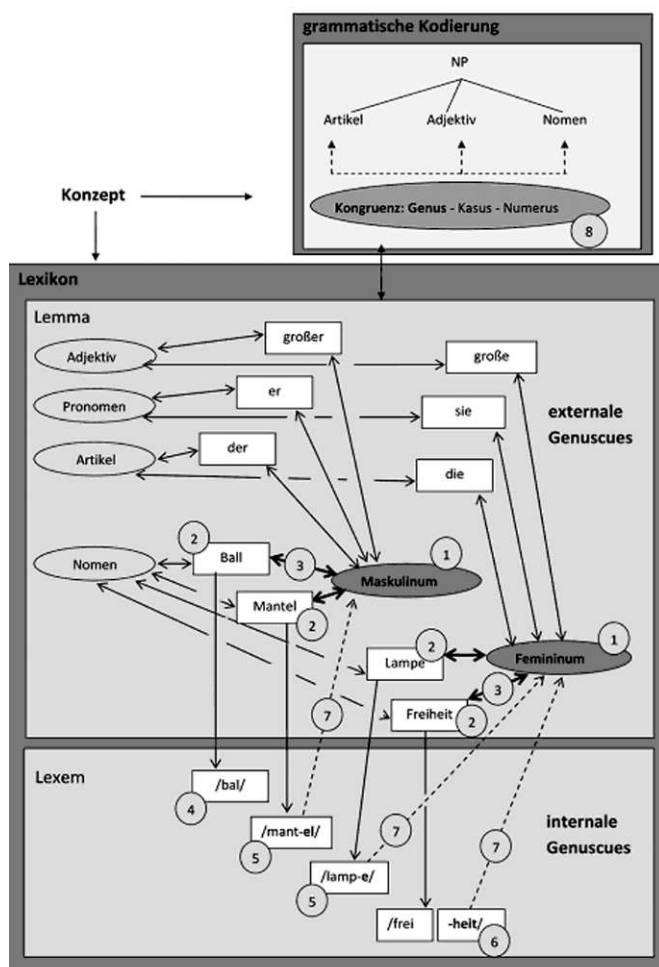 grammatische Kodierung
NP
Artikel Adjektiv Nomen
Konzept
Kongruenz: Genus - Kasus - Numerus
8
Lexikon
Lemma
großer
Adjektiv
große
er
Pronomen
sie
externale
Genuscues
der
Artikel
die
2
Ball
3
1
Nomen
Maskulinum
Mantel
2
2
1
Lampe
Femininum
3
7
Freiheit
2
Lexem
/bal/
4
7
internale
Genuscues
/mant-el/
5
7
/lamp-e/
5
/frei -heit/
6